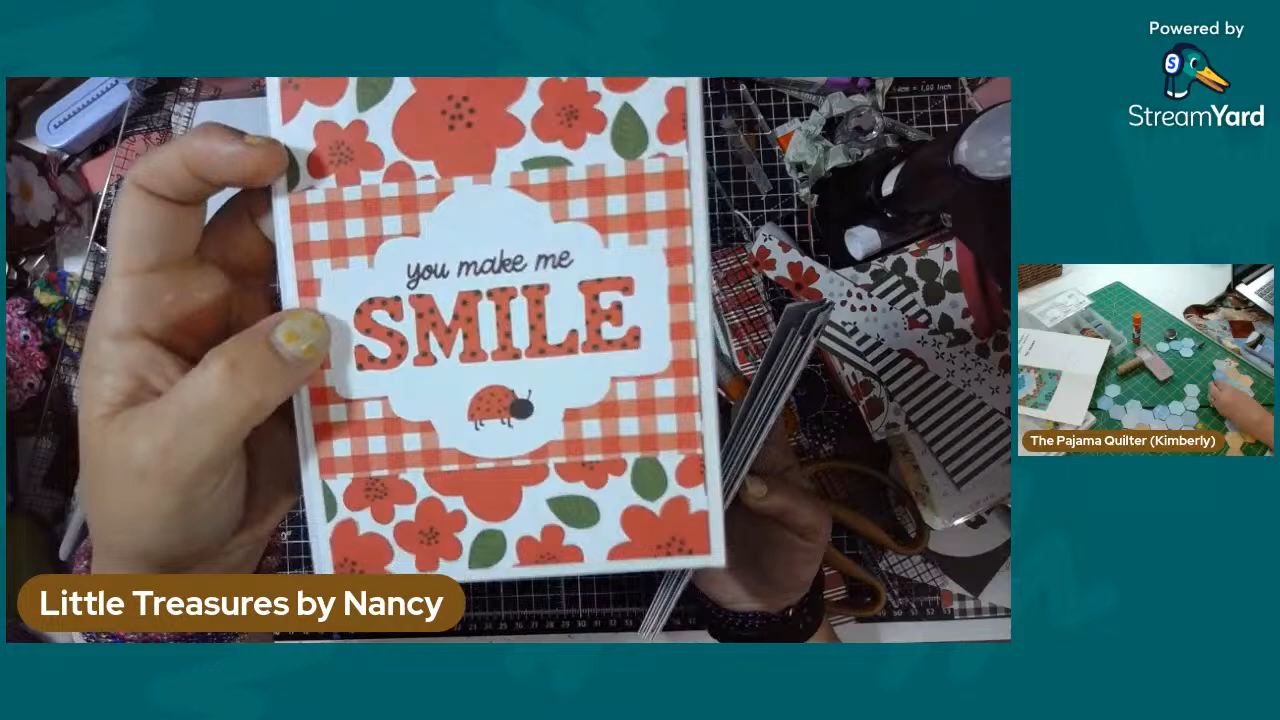 Powered by
StreamYard
you make me
SMILE
Little Treasures by Nancy
The Pajama Quilter (Kimberly)